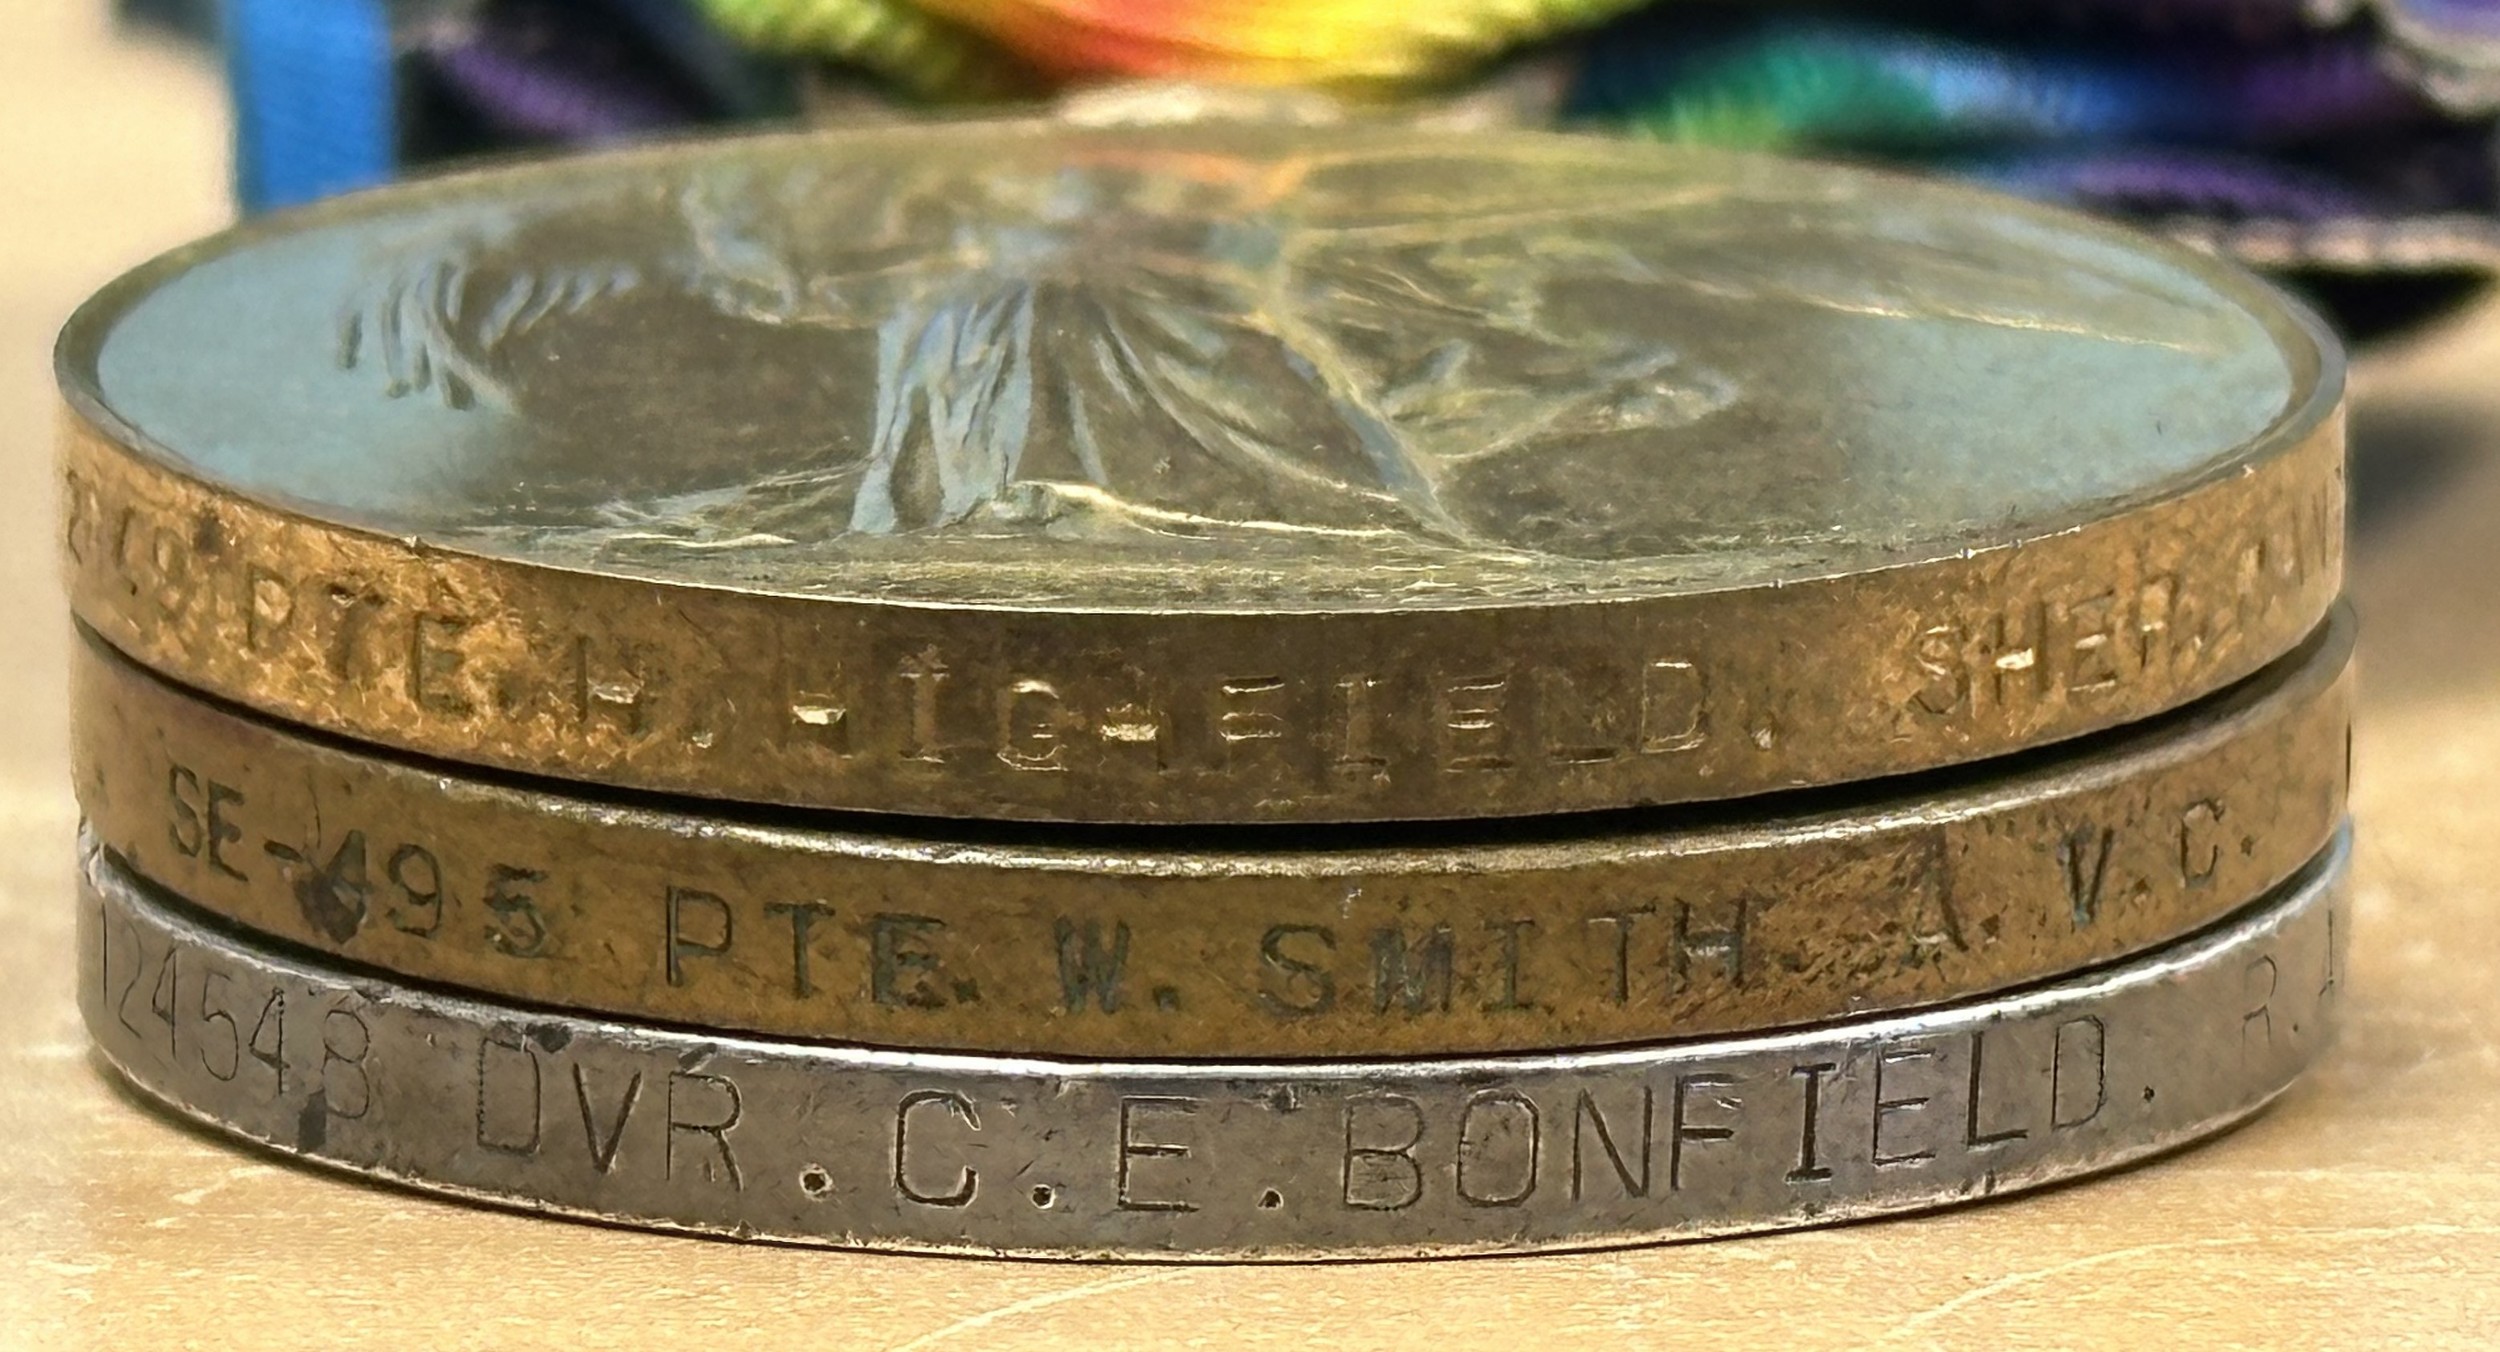 PTE. H. HIGHFIELD. SHER.
SE-495 PTE. W. SMITH. A. V. C.
124548 DVR. C. E. BONFIELD. R.